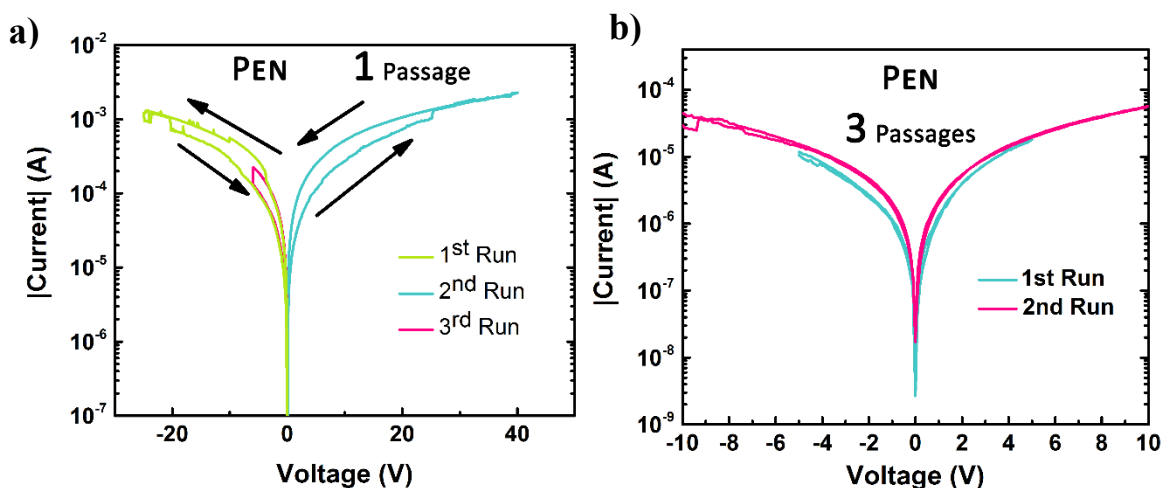 a)
PEN 1 Passage
|Current| (A)
10⁻²
10⁻³
10⁻⁴
10⁻⁵
10⁻⁶
10⁻⁷
1st Run
2nd Run
3rd Run
-20 0 20 40
Voltage (V)
b)
PEN
3 Passages
|Current| (A)
10⁻⁴
10⁻⁵
10⁻⁶
10⁻⁷
10⁻⁸
10⁻⁹
1st Run
2nd Run
-10 -8 -6 -4 -2 0 2 4 6 8 10
Voltage (V)